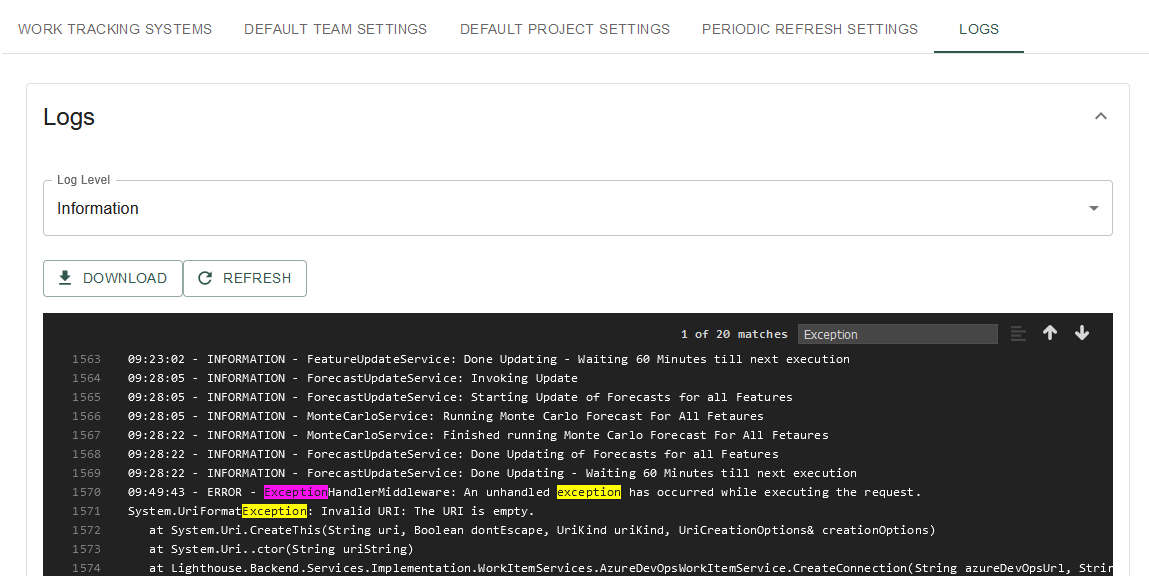 WORK TRACKING SYSTEMS DEFAULT TEAM SETTINGS DEFAULT PROJECT SETTINGS PERIODIC REFRESH SETTINGS LOGS
Logs
Log Level
Information
DOWNLOAD REFRESH
1 of 20 matches Exception
1563 09:23:02 - INFORMATION - FeatureUpdateService: Done Updating - Waiting 60 Minutes till next execution
1564 09:28:05 - INFORMATION - ForecastUpdateService: Invoking Update
1565 09:28:05 - INFORMATION - ForecastUpdateService: Starting Update of Forecasts for all Features
1566 09:28:05 - INFORMATION - MonteCarloService: Running Monte Carlo Forecast For All Fetaures
1567 09:28:22 - INFORMATION - MonteCarloService: Finished running Monte Carlo Forecast For All Fetaures
1568 09:28:22 - INFORMATION - ForecastUpdateService: Done Updating of Forecasts for all Features
1569 09:28:22 - INFORMATION - ForecastUpdateService: Done Updating - Waiting 60 Minutes till next execution
1570 09:49:43 - ERROR - ExceptionHandlerMiddleware: An unhandled exception has occurred while executing the request.
1571 System.UriFormatException: Invalid URI: The URI is empty.
1572 at System.Uri.CreateThis(String uri, Boolean dontEscape, UriKind uriKind, UriCreationOptions& creationOptions)
1573 at System.Uri..ctor(String uriString)
1574 at Lighthouse.Backend.Services.Implementation.WorkItemServices.AzureDevOpsWorkItemService.CreateConnection(String azureDevOpsUrl, Strin